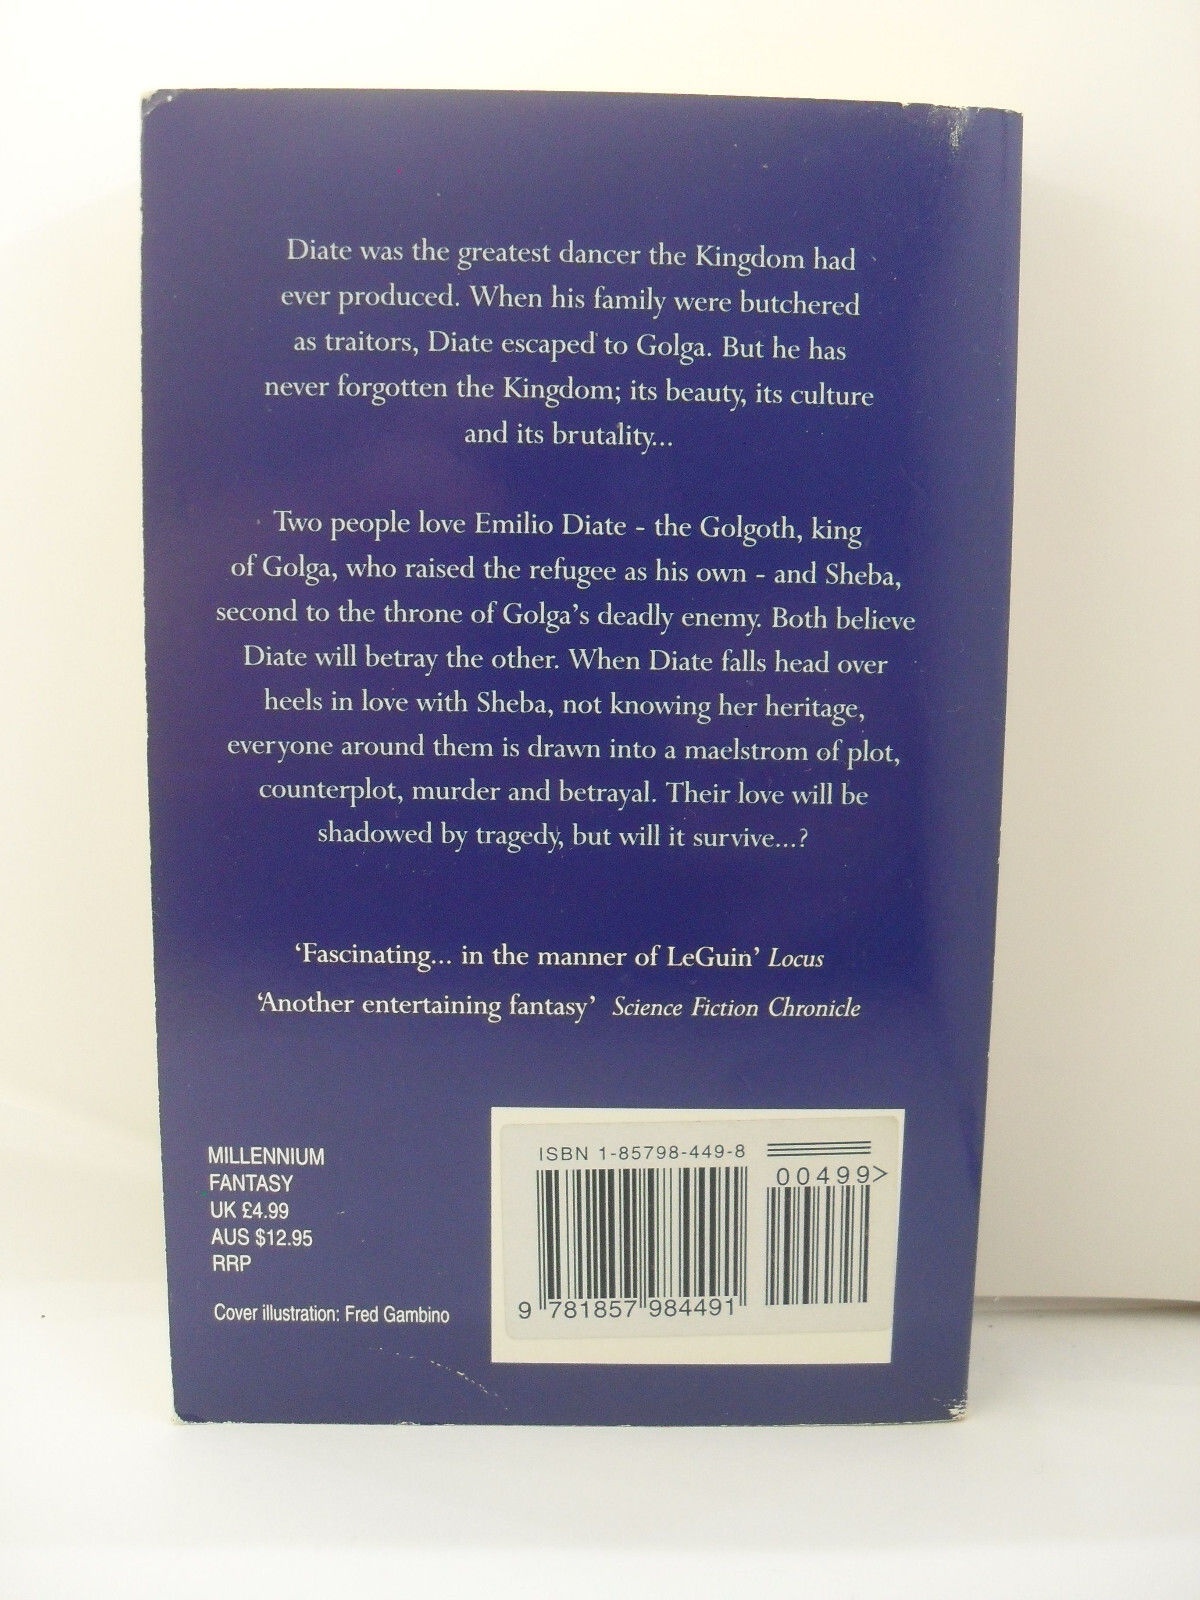 Diate was the greatest dancer the Kingdom had
ever produced. When his family were butchered
as traitors, Diate escaped to Golga. But he has
never forgotten the Kingdom; its beauty, its culture
and its brutality...
Two people love Emilio Diate - the Golgoth, king
of Golga, who raised the refugee as his own - and Sheba,
second to the throne of Golga's deadly enemy. Both believe
Diate will betray the other. When Diate falls head over
heels in love with Sheba, not knowing her heritage,
everyone around them is drawn into a maelstrom of plot,
counterplot, murder and betrayal. Their love will be
shadowed by tragedy, but will it survive...?
‘Fascinating... in the manner of LeGuin’ Locus
‘Another entertaining fantasy’ Science Fiction Chronicle
MILLENNIUM
FANTASY
UK £4.99
AUS $12.95
RRP
Cover illustration: Fred Gambino
ISBN 1-85798-449-8
00499>
9 781857 984491